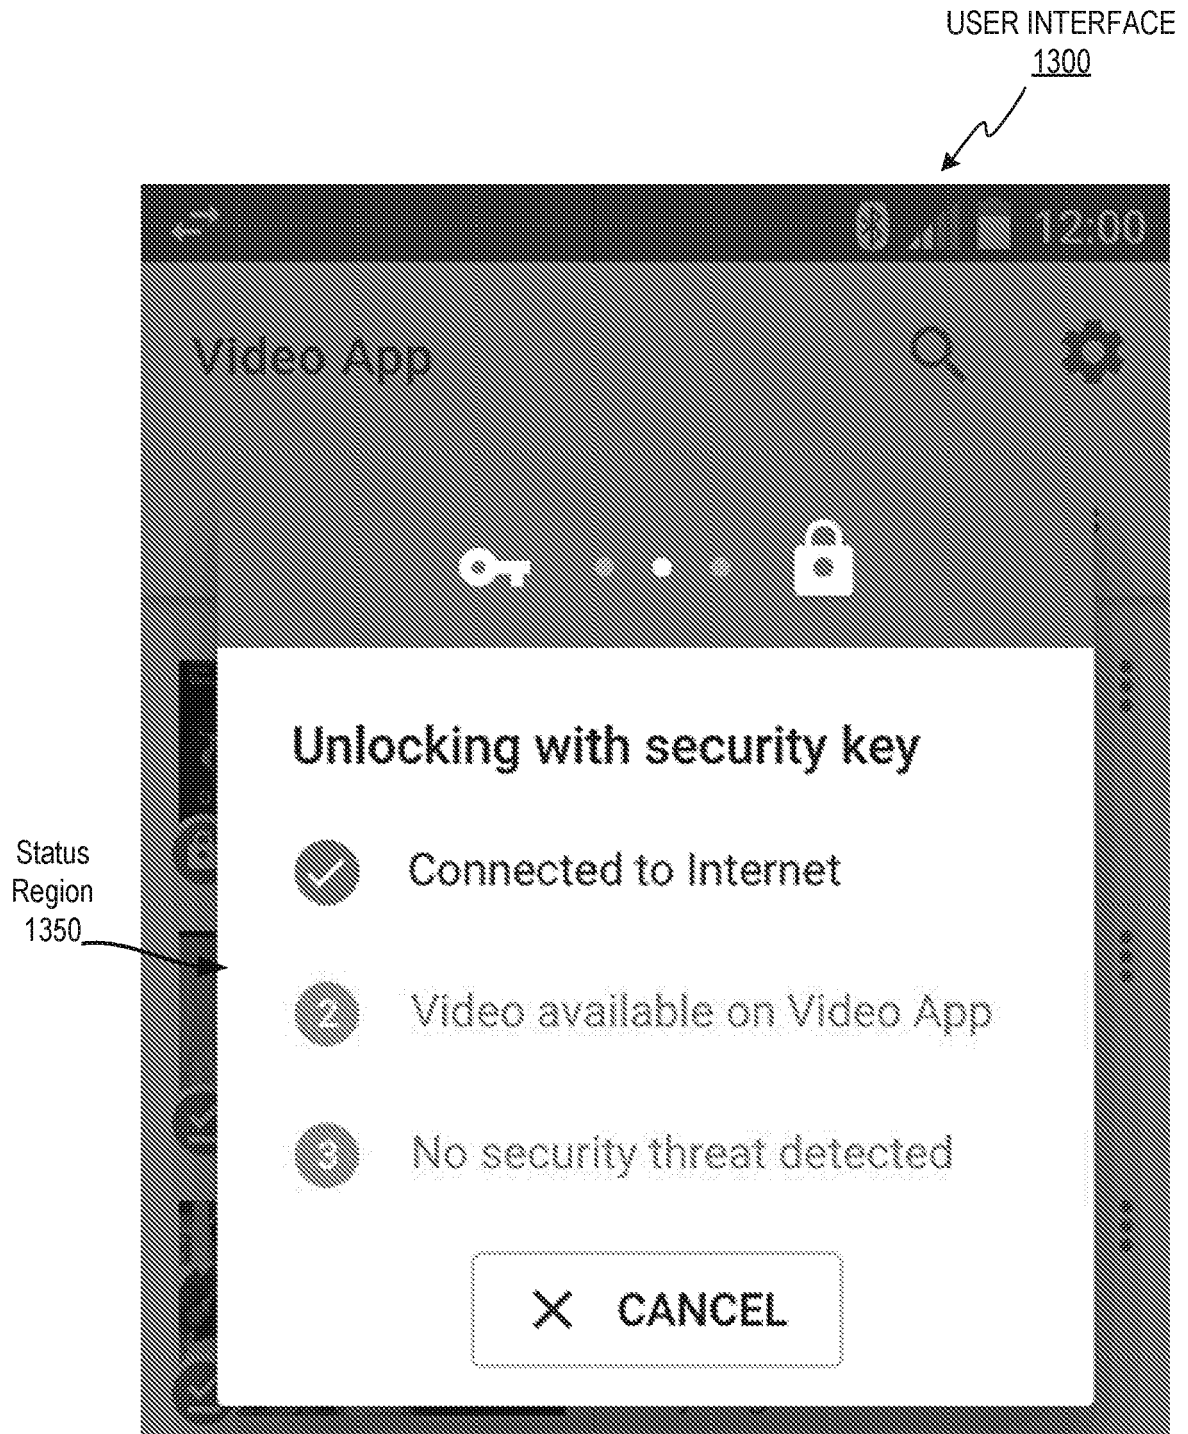 USER INTERFACE
1300
12:00
Video App
Unlocking with security key
Connected to Internet
Status
Region
1350
2 Video available on Video App
3 No security threat detected
CANCEL